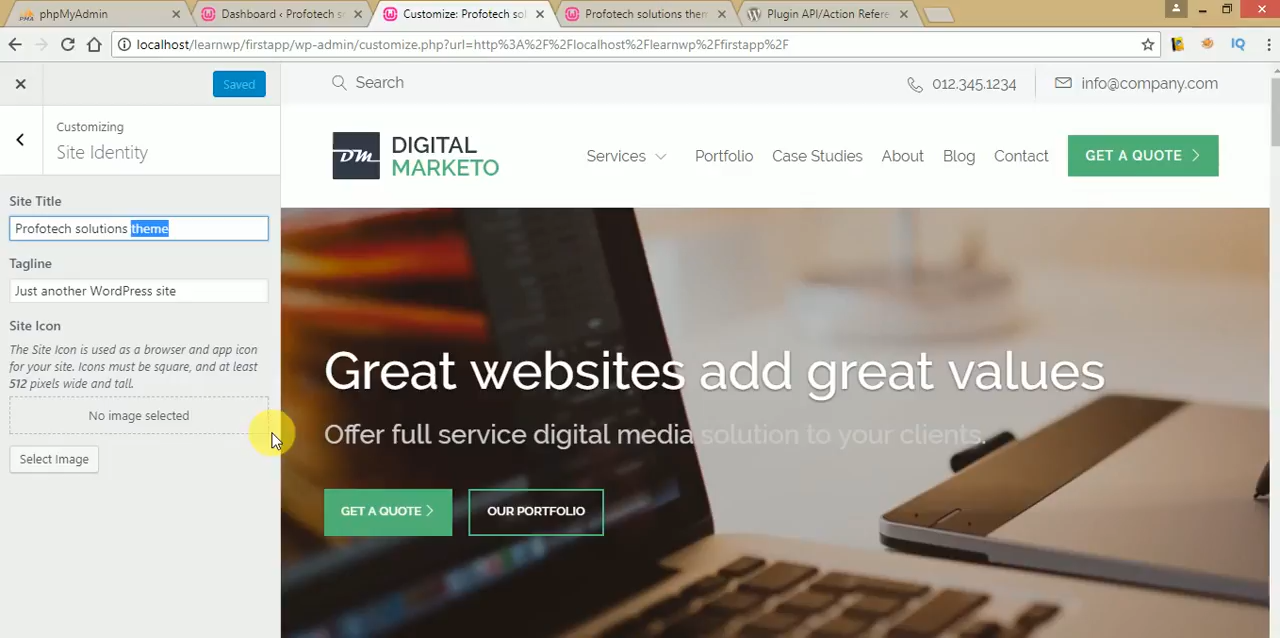 phpMyAdmin
Dashboard ‹ Profotech s
Customize: Profotech sol
Profotech solutions them
Plugin API/Action Refere
localhost/learnwp/firstapp/wp-admin/customize.php?url=http%3A%2F%2Flocalhost%2Flearnwp%2Ffirstapp%2F
IQ
Saved
Customizing
Site Identity
Site Title
Profotech solutions theme
Tagline
Just another WordPress site
Site Icon
The Site Icon is used as a browser and app icon
for your site. Icons must be square, and at least
512 pixels wide and tall.
No image selected
Select Image
Search
012.345.1234
info@company.com
DM
DIGITAL
MARKETO
Services
Portfolio
Case Studies
About
Blog
Contact
GET A QUOTE
Great websites add great values
Offer full service digital media solution to your clients.
GET A QUOTE
OUR PORTFOLIO